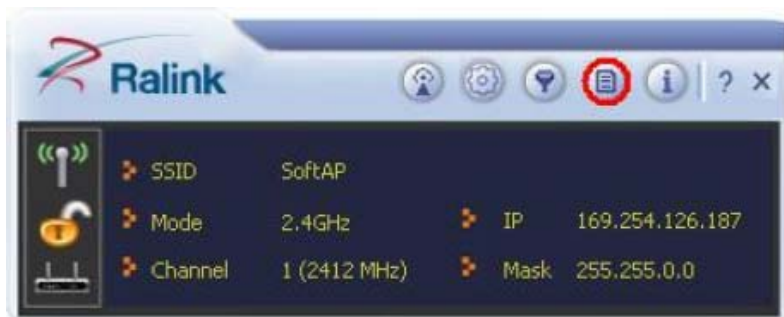 Ralink
? ×
SSID SoftAP
Mode 2.4GHz IP 169.254.126.187
Channel 1 (2412 MHz) Mask 255.255.0.0